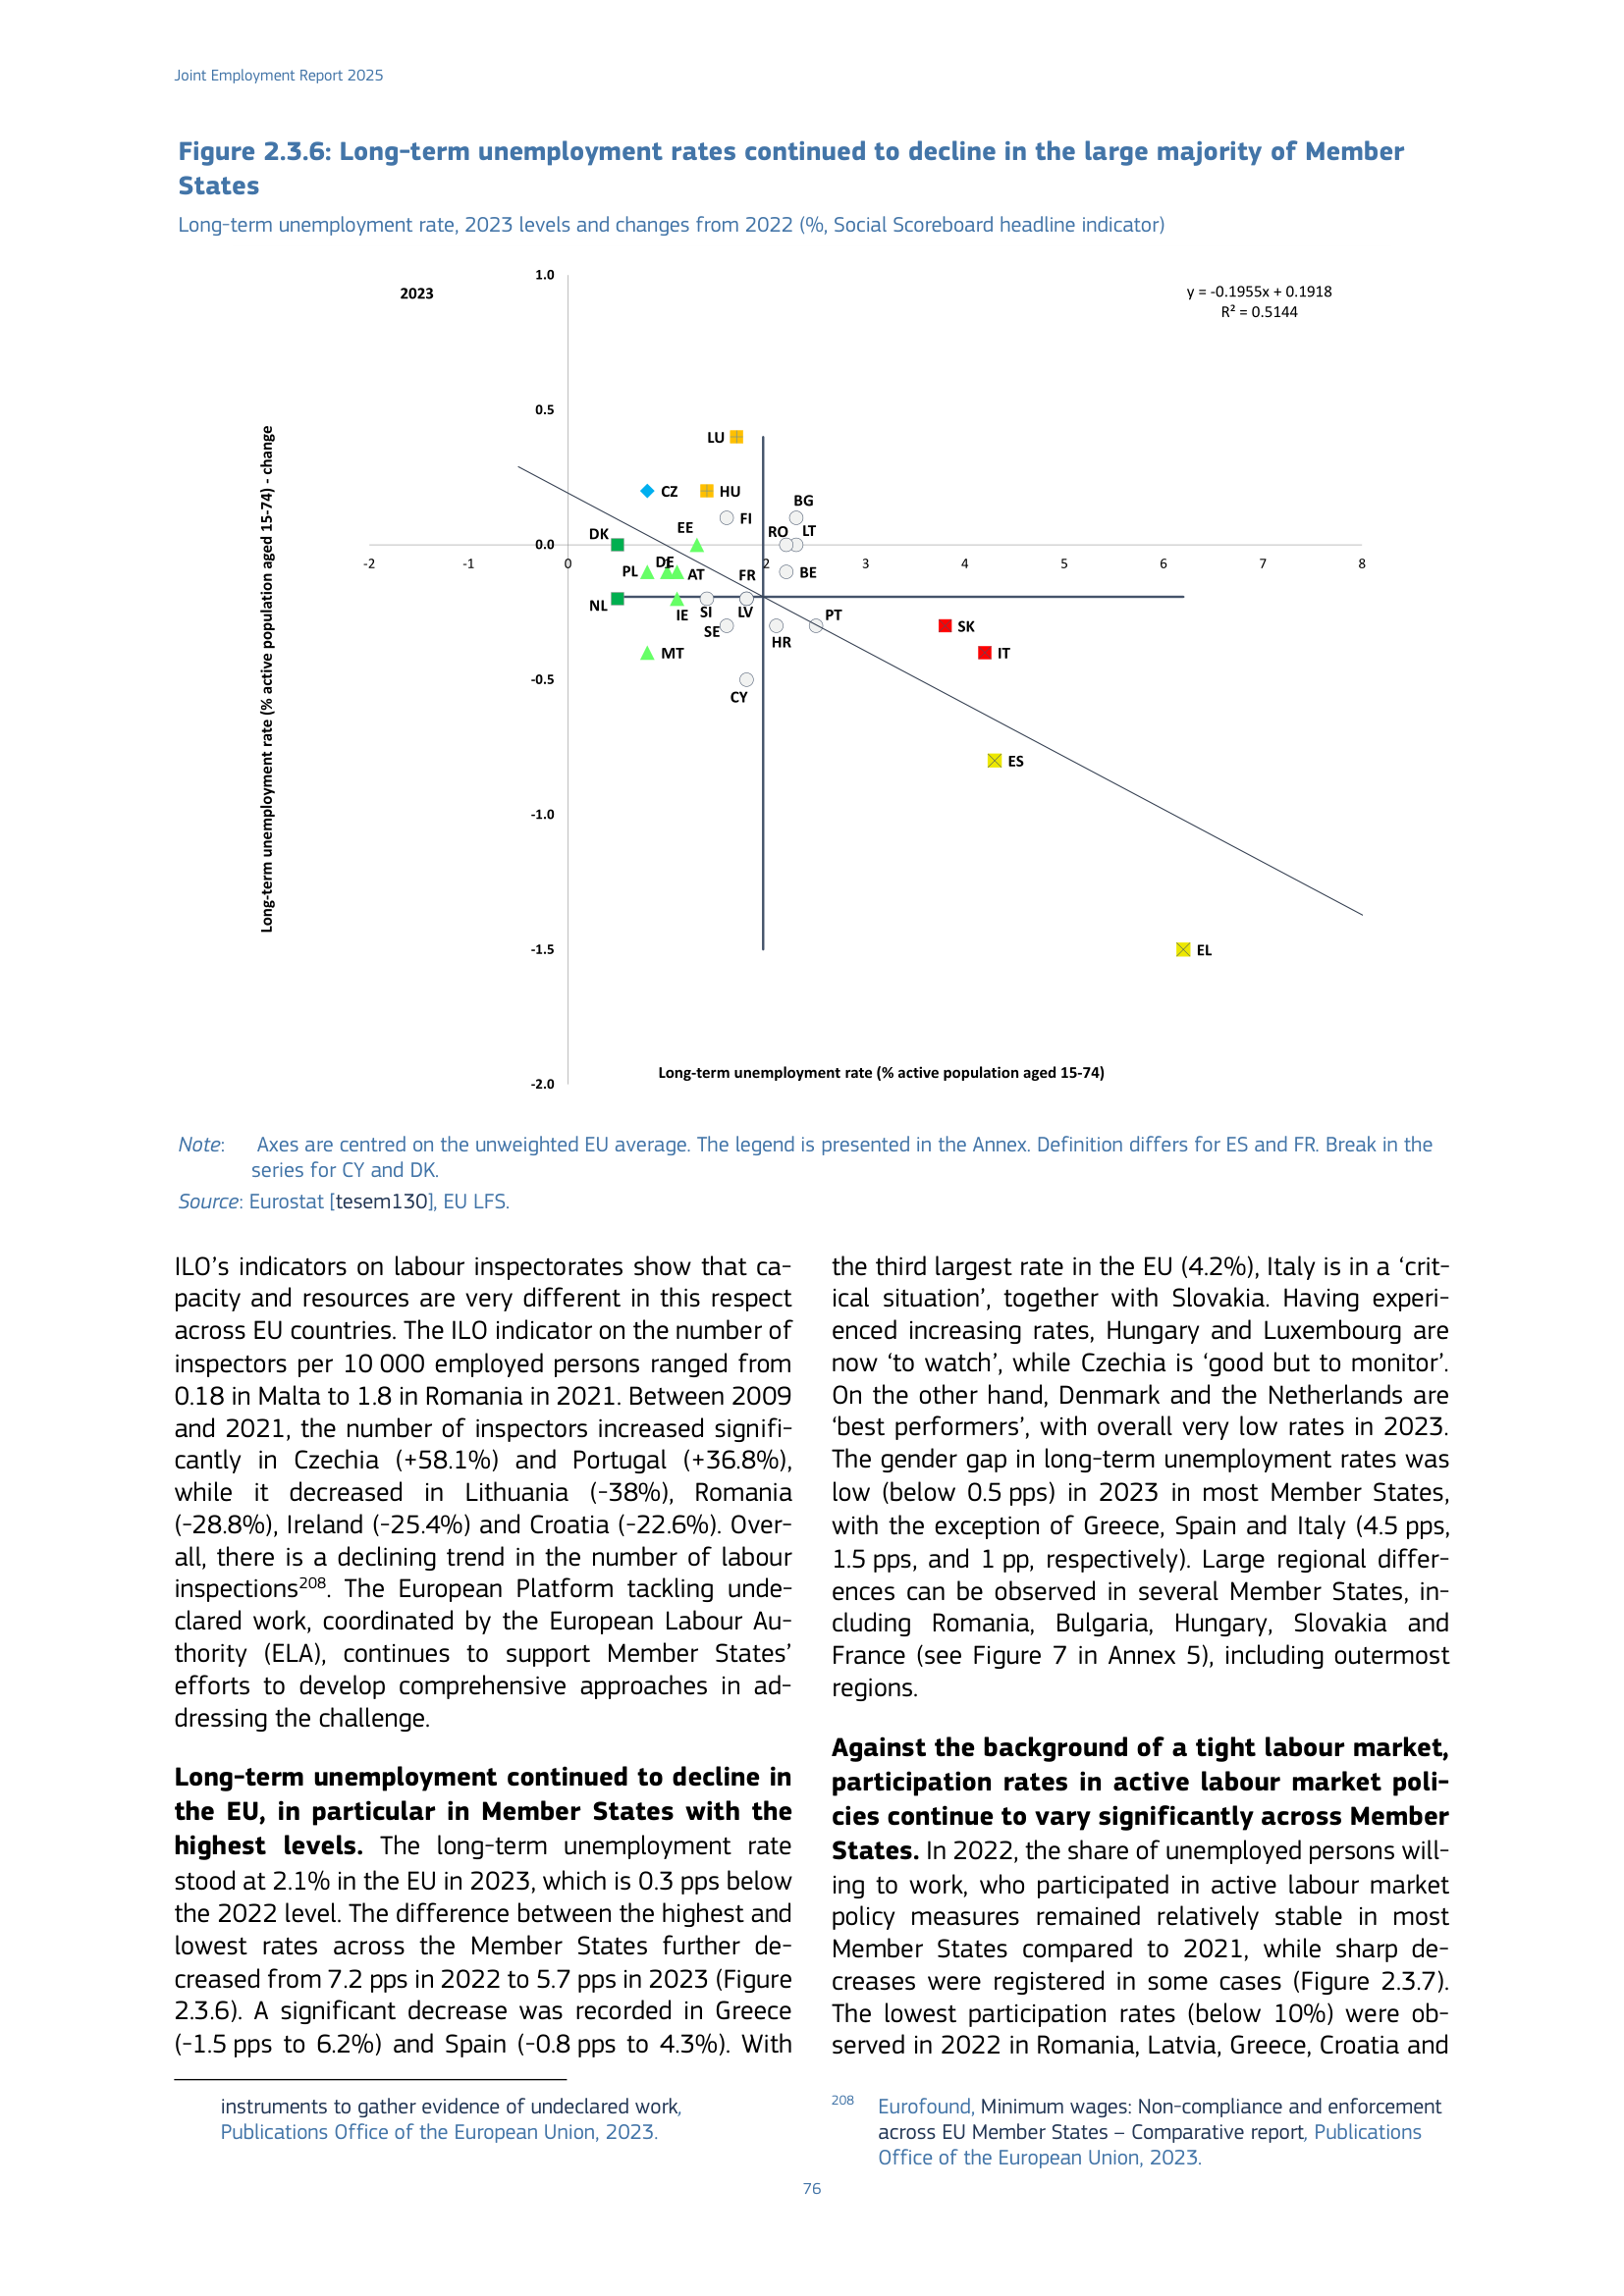 Joint Employment Report 2025
Figure 2.3.6: Long-term unemployment rates continued to decline in the large majority of Member
States
Long-term unemployment rate, 2023 levels and changes from 2022 (%, Social Scoreboard headline indicator)
2023
y = -0.1955x + 0.1918
R² = 0.5144
Long-term unemployment rate (% active population aged 15-74) - change
1.0
0.5
0.0
-0.5
-1.0
-1.5
-2.0
-2
-1
0
1
2
3
4
5
6
7
8
LU
CZ
HU
BG
FI
DK
EE
RO
LT
PL
DE
AT
FR
BE
NL
IE
SI
LV
PT
SE
HR
SK
MT
IT
CY
ES
EL
Long-term unemployment rate (% active population aged 15-74)
Note: Axes are centred on the unweighted EU average. The legend is presented in the Annex. Definition differs for ES and FR. Break in the
series for CY and DK.
Source: Eurostat [tesem130], EU LFS.
ILO’s indicators on labour inspectorates show that ca-
pacity and resources are very different in this respect
across EU countries. The ILO indicator on the number of
inspectors per 10 000 employed persons ranged from
0.18 in Malta to 1.8 in Romania in 2021. Between 2009
and 2021, the number of inspectors increased signifi-
cantly in Czechia (+58.1%) and Portugal (+36.8%),
while it decreased in Lithuania (-38%), Romania
(-28.8%), Ireland (-25.4%) and Croatia (-22.6%). Over-
all, there is a declining trend in the number of labour
inspections208. The European Platform tackling unde-
clared work, coordinated by the European Labour Au-
thority (ELA), continues to support Member States’
efforts to develop comprehensive approaches in ad-
dressing the challenge.
Long-term unemployment continued to decline in
the EU, in particular in Member States with the
highest levels. The long-term unemployment rate
stood at 2.1% in the EU in 2023, which is 0.3 pps below
the 2022 level. The difference between the highest and
lowest rates across the Member States further de-
creased from 7.2 pps in 2022 to 5.7 pps in 2023 (Figure
2.3.6). A significant decrease was recorded in Greece
(-1.5 pps to 6.2%) and Spain (-0.8 pps to 4.3%). With
the third largest rate in the EU (4.2%), Italy is in a ‘crit-
ical situation’, together with Slovakia. Having experi-
enced increasing rates, Hungary and Luxembourg are
now ‘to watch’, while Czechia is ‘good but to monitor’.
On the other hand, Denmark and the Netherlands are
‘best performers’, with overall very low rates in 2023.
The gender gap in long-term unemployment rates was
low (below 0.5 pps) in 2023 in most Member States,
with the exception of Greece, Spain and Italy (4.5 pps,
1.5 pps, and 1 pp, respectively). Large regional differ-
ences can be observed in several Member States, in-
cluding Romania, Bulgaria, Hungary, Slovakia and
France (see Figure 7 in Annex 5), including outermost
regions.
Against the background of a tight labour market,
participation rates in active labour market poli-
cies continue to vary significantly across Member
States. In 2022, the share of unemployed persons will-
ing to work, who participated in active labour market
policy measures remained relatively stable in most
Member States compared to 2021, while sharp de-
creases were registered in some cases (Figure 2.3.7).
The lowest participation rates (below 10%) were ob-
served in 2022 in Romania, Latvia, Greece, Croatia and
instruments to gather evidence of undeclared work,
Publications Office of the European Union, 2023.
208 Eurofound, Minimum wages: Non-compliance and enforcement
across EU Member States – Comparative report, Publications
Office of the European Union, 2023.
76